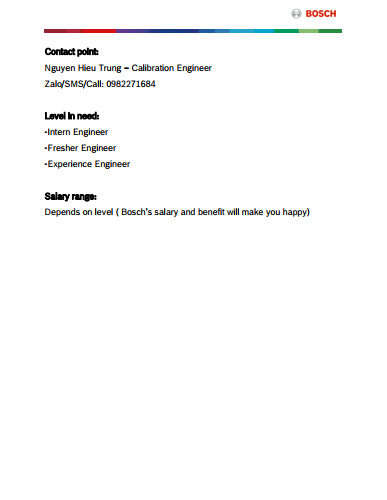 BOSCH
Contact point:
Nguyen Hieu Trung – Calibration Engineer
Zalo/SMS/Call: 0982271684
Level in need:
-Intern Engineer
-Fresher Engineer
-Experience Engineer
Salary range:
Depends on level ( Bosch's salary and benefit will make you happy)